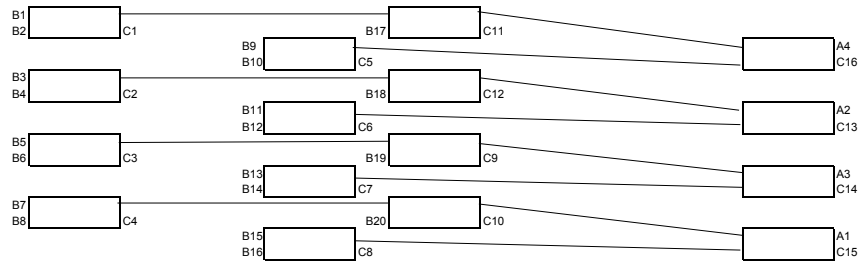 B1
B2 C1 B17 C11
B9 A4
B10 C5 C16
B3
B4 C2 B18 C12
B11 A2
B12 C6 C13
B5
B6 C3 B19 C9
B13 A3
B14 C7 C14
B7
B8 C4 B20 C10
B15 A1
B16 C8 C15